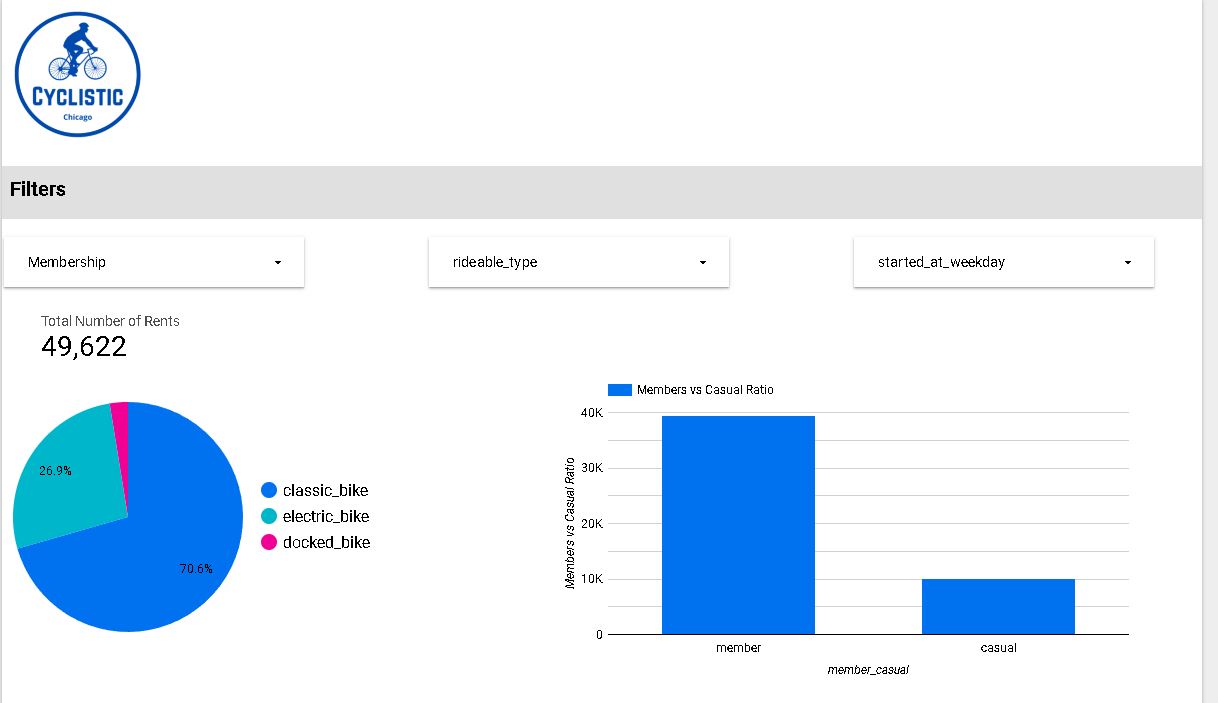 CYCLISTIC
Chicago
Filters
Membership
rideable_type
started_at_weekday
Total Number of Rents
49,622
26.9%
70.6%
classic_bike
electric_bike
docked_bike
Members vs Casual Ratio
Members vs Casual Ratio
40K
30K
20K
10K
0
member
casual
member_casual